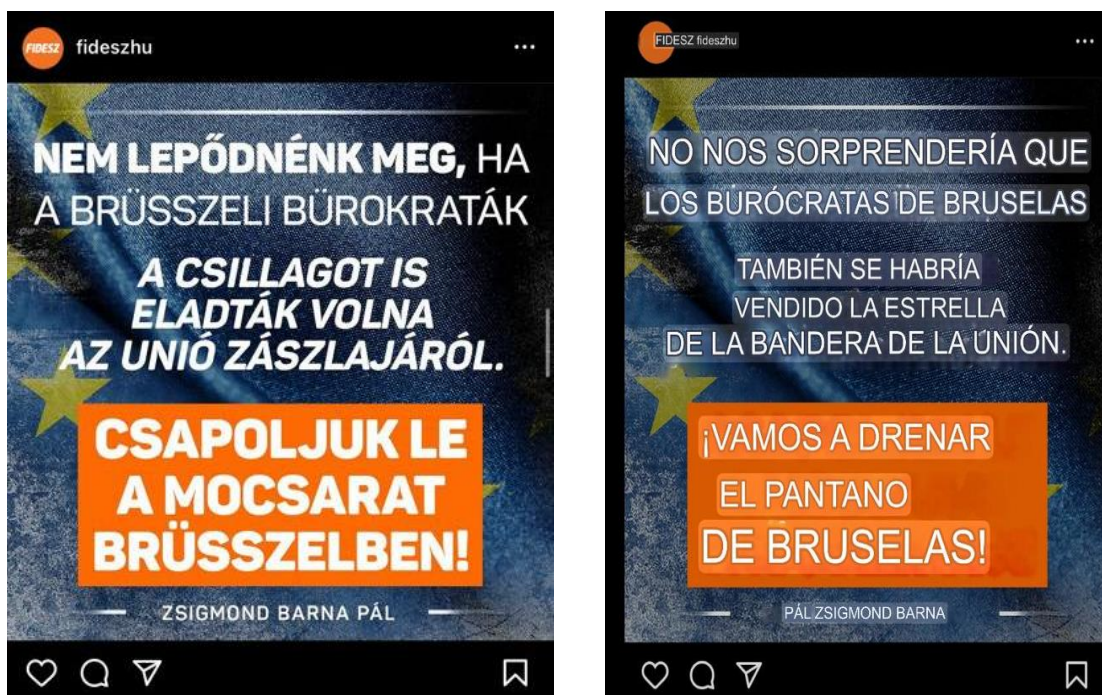 FIDESZ fideszhu
NEM LEPŐDNÉNK MEG, HA
A BRÜSSZELI BÜROKRATÁK
A CSILLAGOT IS
ELADTÁK VOLNA
AZ UNIÓ ZÁSZLAJÁRÓL.
CSAPOLJUK LE
A MOCSARAT
BRÜSSZELBEN!
ZSIGMOND BARNA PÁL
FIDESZ fideszhu
NO NOS SORPRENDERÍA QUE
LOS BURÓCRATAS DE BRUSELAS
TAMBIÉN SE HABRÍA
VENDIDO LA ESTRELLA
DE LA BANDERA DE LA UNIÓN.
¡VAMOS A DRENAR
EL PANTANO
DE BRUSELAS!
PÁL ZSIGMOND BARNA